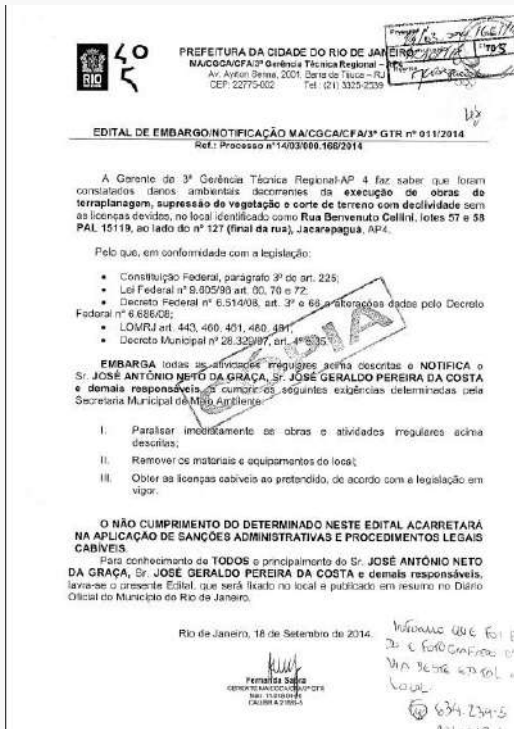 RIO
PREFEITURA DA CIDADE DO RIO DE JANEIRO
MA/CGCA/CFA/3ª Gerência Técnica Regional –
Av. Ayrton Senna, 2001, Barra da Tijuca – RJ
CEP: 22775-002 Tel.: (21) 3325-2539
EDITAL DE EMBARGO/NOTIFICAÇÃO MA/CGCA/CFA/3ª GTR nº 011/2014
Ref.: Processo nº14/03/000.166/2014
A Gerente da 3ª Gerência Técnica Regional-AP 4 faz saber que foram
constatados danos ambientais decorrentes da execução de obras de
terraplanagem, supressão de vegetação e corte de terreno com declividade sem
as licenças devidas, no local identificado como Rua Benvenuto Cellini, lotes 57 e 58
PAL 15119, ao lado do nº 127 (final da rua), Jacarepaguá, AP4.
Pelo que, em conformidade com a legislação:
• Constituição Federal, parágrafo 3º do art. 225;
• Lei Federal nº 9.605/98 art. 60, 70 e 72;
• Decreto Federal nº 6.514/08, art. 3º e 66 e alterações dadas pelo Decreto
Federal nº 6.686/08;
• LOMRJ art. 443, 460, 461, 480, 481;
• Decreto Municipal nº 28.329/07, art. 4º
CÓPIA
EMBARGA todas as atividades irregulares acima descritas e NOTIFICA o
Sr. JOSÉ ANTÔNIO NETO DA GRAÇA, Sr. JOSÉ GERALDO PEREIRA DA COSTA
e demais responsáveis, a cumprir as seguintes exigências determinadas pela
Secretaria Municipal de Meio Ambiente:
I. Paralisar imediatamente as obras e atividades irregulares acima
descritas;
II. Remover os materiais e equipamentos do local;
III. Obter as licenças cabíveis ao pretendido, de acordo com a legislação em
vigor.
O NÃO CUMPRIMENTO DO DETERMINADO NESTE EDITAL ACARRETARÁ
NA APLICAÇÃO DE SANÇÕES ADMINISTRATIVAS E PROCEDIMENTOS LEGAIS
CABÍVEIS.
Para conhecimento de TODOS e principalmente do Sr. JOSÉ ANTÔNIO NETO
DA GRAÇA, Sr. JOSÉ GERALDO PEREIRA DA COSTA e demais responsáveis,
lavra-se o presente Edital, que será fixado no local e publicado em resumo no Diário
Oficial do Município do Rio de Janeiro.
Rio de Janeiro, 18 de Setembro de 2014.
INFORMO QUE FOI
DO E FOTOGRAFADO
VIA DESTE EDITAL
LOCAL
634.234-5
Fernanda